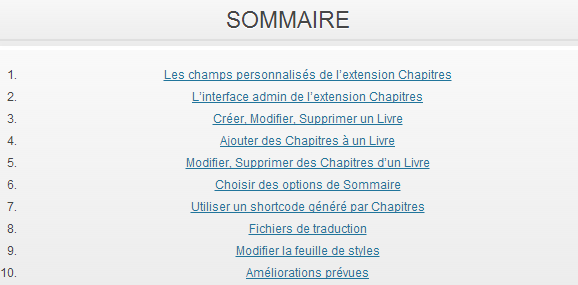 SOMMAIRE
1. Les champs personnalisés de l'extension Chapitres
2. L'interface admin de l'extension Chapitres
3. Créer, Modifier, Supprimer un Livre
4. Ajouter des Chapitres à un Livre
5. Modifier, Supprimer des Chapitres d'un Livre
6. Choisir des options de Sommaire
7. Utiliser un shortcode généré par Chapitres
8. Fichiers de traduction
9. Modifier la feuille de styles
10. Améliorations prévues